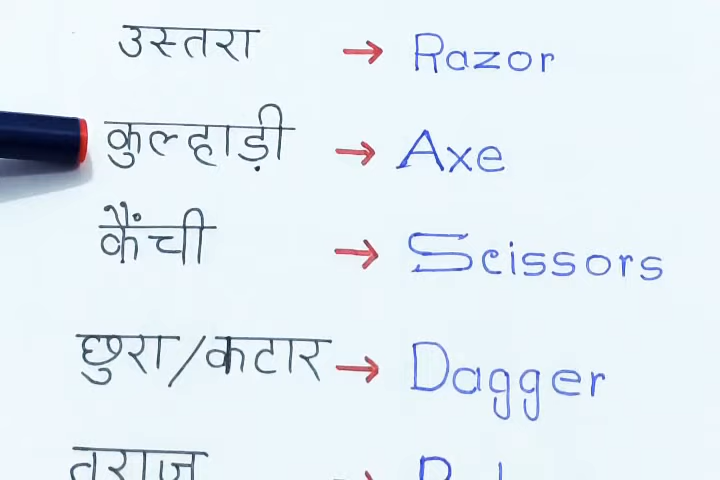 उस्तरा → Razor
कुल्हाड़ी → Axe
कैंची → Scissors
छुरा/कटार → Dagger